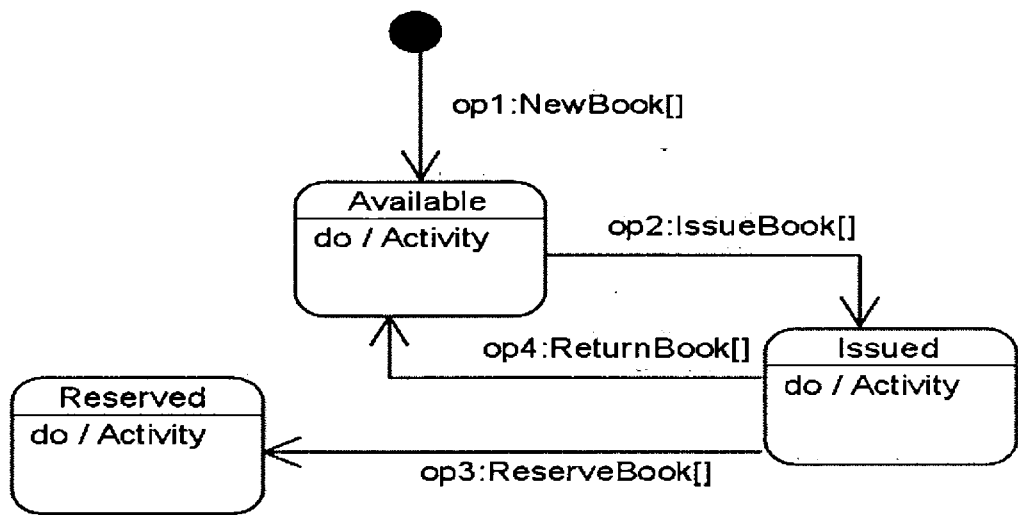 op1:NewBook[]
Available
do / Activity
op2:IssueBook[]
op4:ReturnBook[]
Issued
do / Activity
Reserved
do / Activity
op3:ReserveBook[]